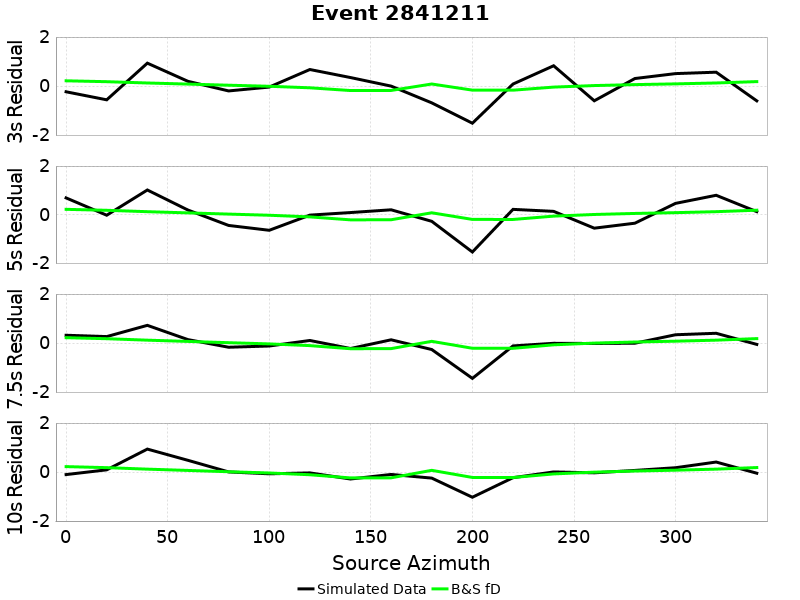 Event 2841211
3s Residual
2
0
-2
5s Residual
2
0
-2
7.5s Residual
2
0
-2
10s Residual
2
0
-2
0 50 100 150 200 250 300
Source Azimuth
Simulated Data B&S fD